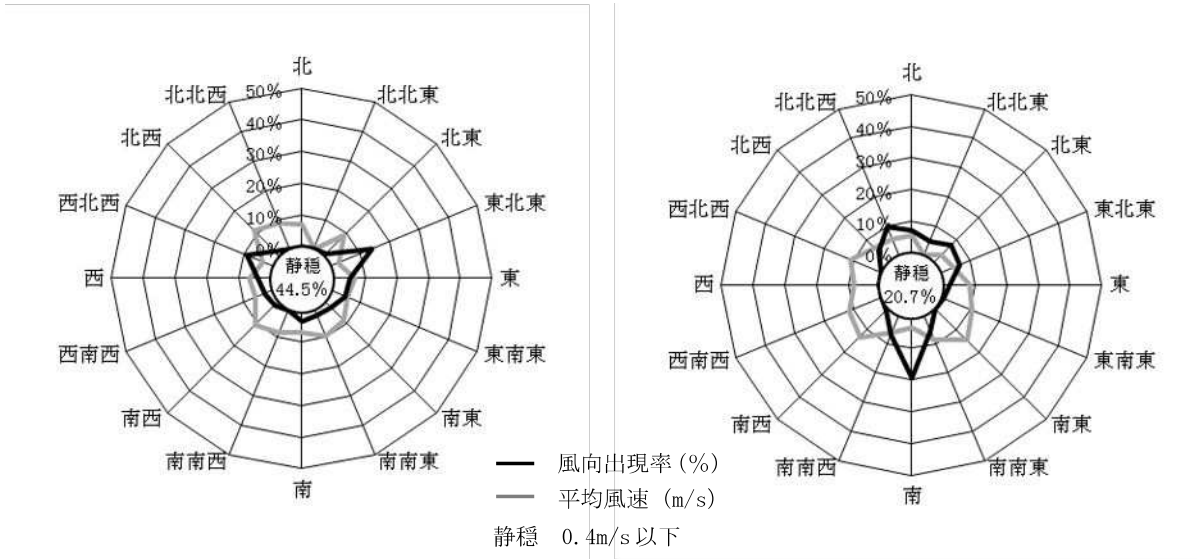 北
北北東
北東
東北東
東
東南東
南東
南南東
南
南南西
南西
西南西
西
西北西
北西
北北西
50%
40%
30%
20%
10%
0%
静穏
44.5%
北
北北東
北東
東北東
東
東南東
南東
南南東
南
南南西
南西
西南西
西
西北西
北西
北北西
50%
40%
30%
20%
10%
0%
静穏
20.7%
風向出現率(%)
平均風速 (m/s)
静穏 0.4m/s以下